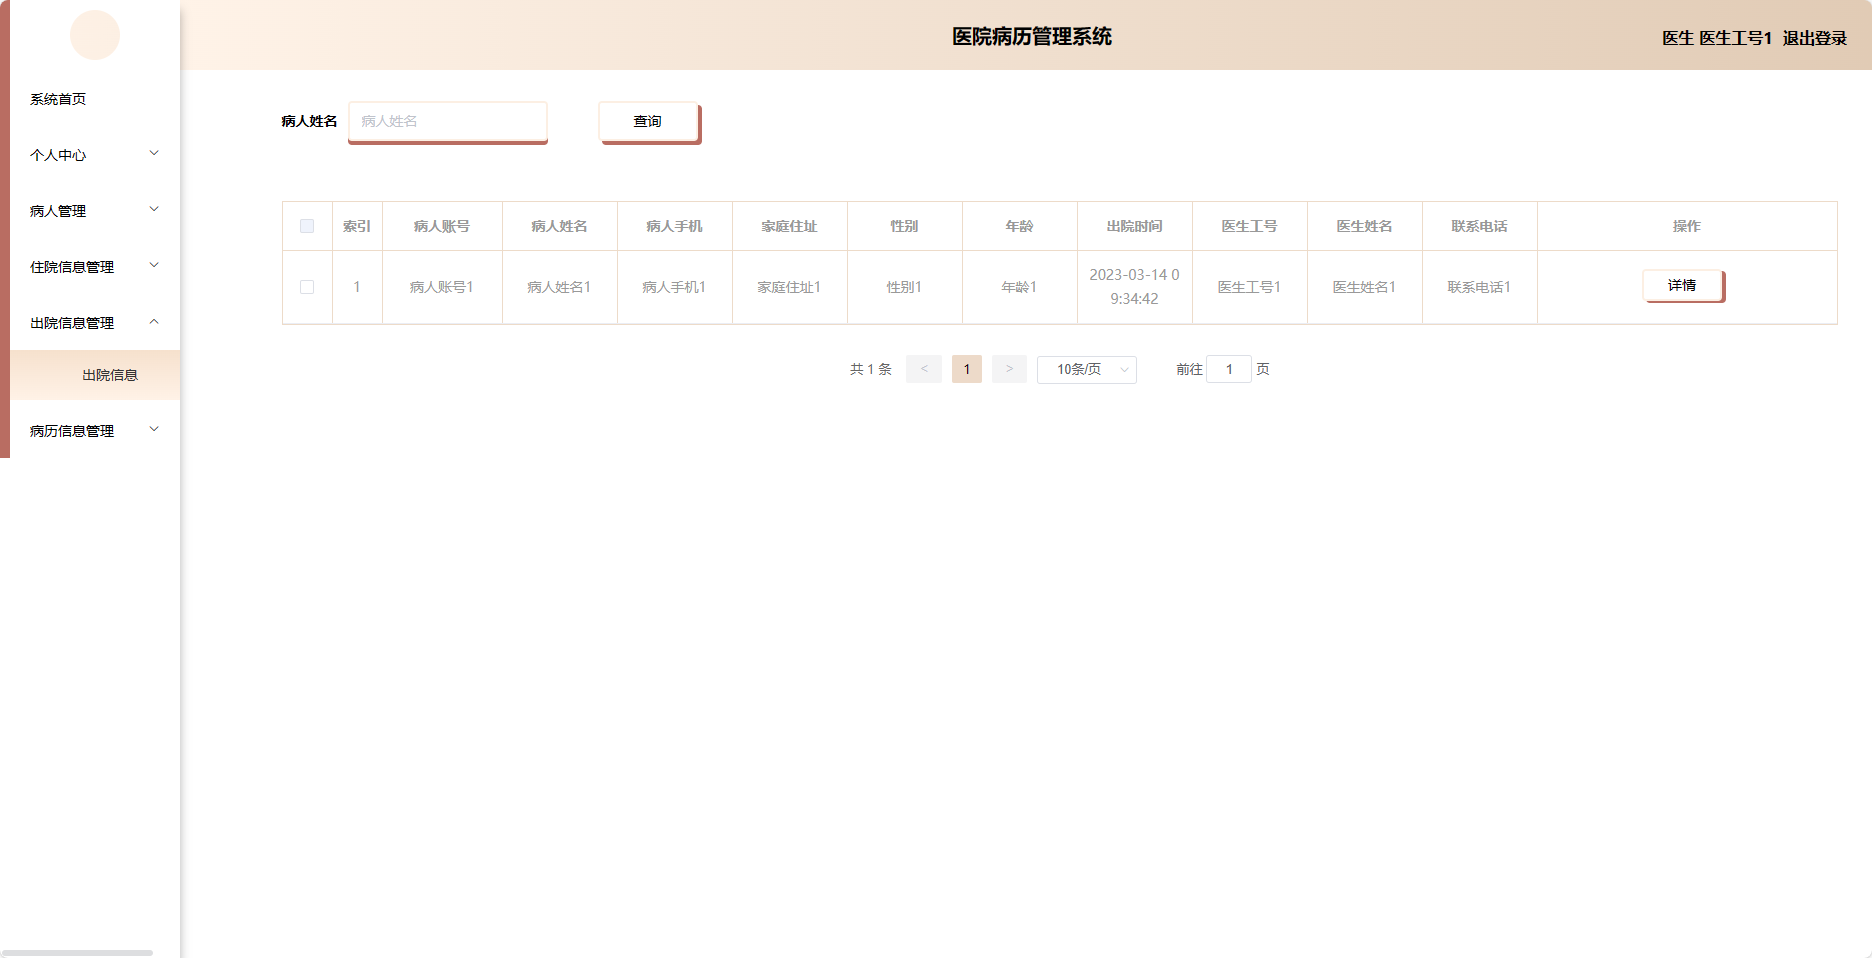 医院病历管理系统
医生 医生工号1 退出登录
系统首页
个人中心
病人管理
住院信息管理
出院信息管理
出院信息
病历信息管理
病人姓名 病人姓名 查询
索引 病人账号 病人姓名 病人手机 家庭住址 性别 年龄 出院时间 医生工号 医生姓名 联系电话 操作
1 病人账号1 病人姓名1 病人手机1 家庭住址1 性别1 年龄1 2023-03-14 0 医生工号1 医生姓名1 联系电话1 详情
9:34:42
共 1 条 < 1 > 10条/页 前往 1 页